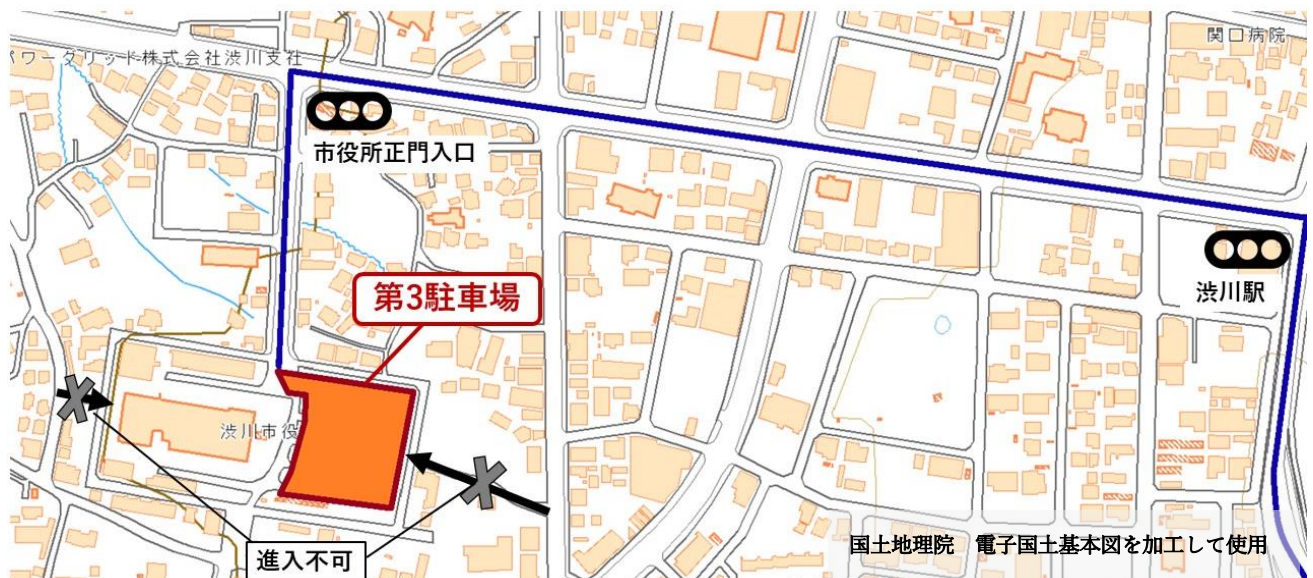 関口病院
パワーグリッド株式会社渋川支社
市役所正門入口
渋川駅
第3駐車場
渋川市役
進入不可
国土地理院 電子国土基本図を加工して使用